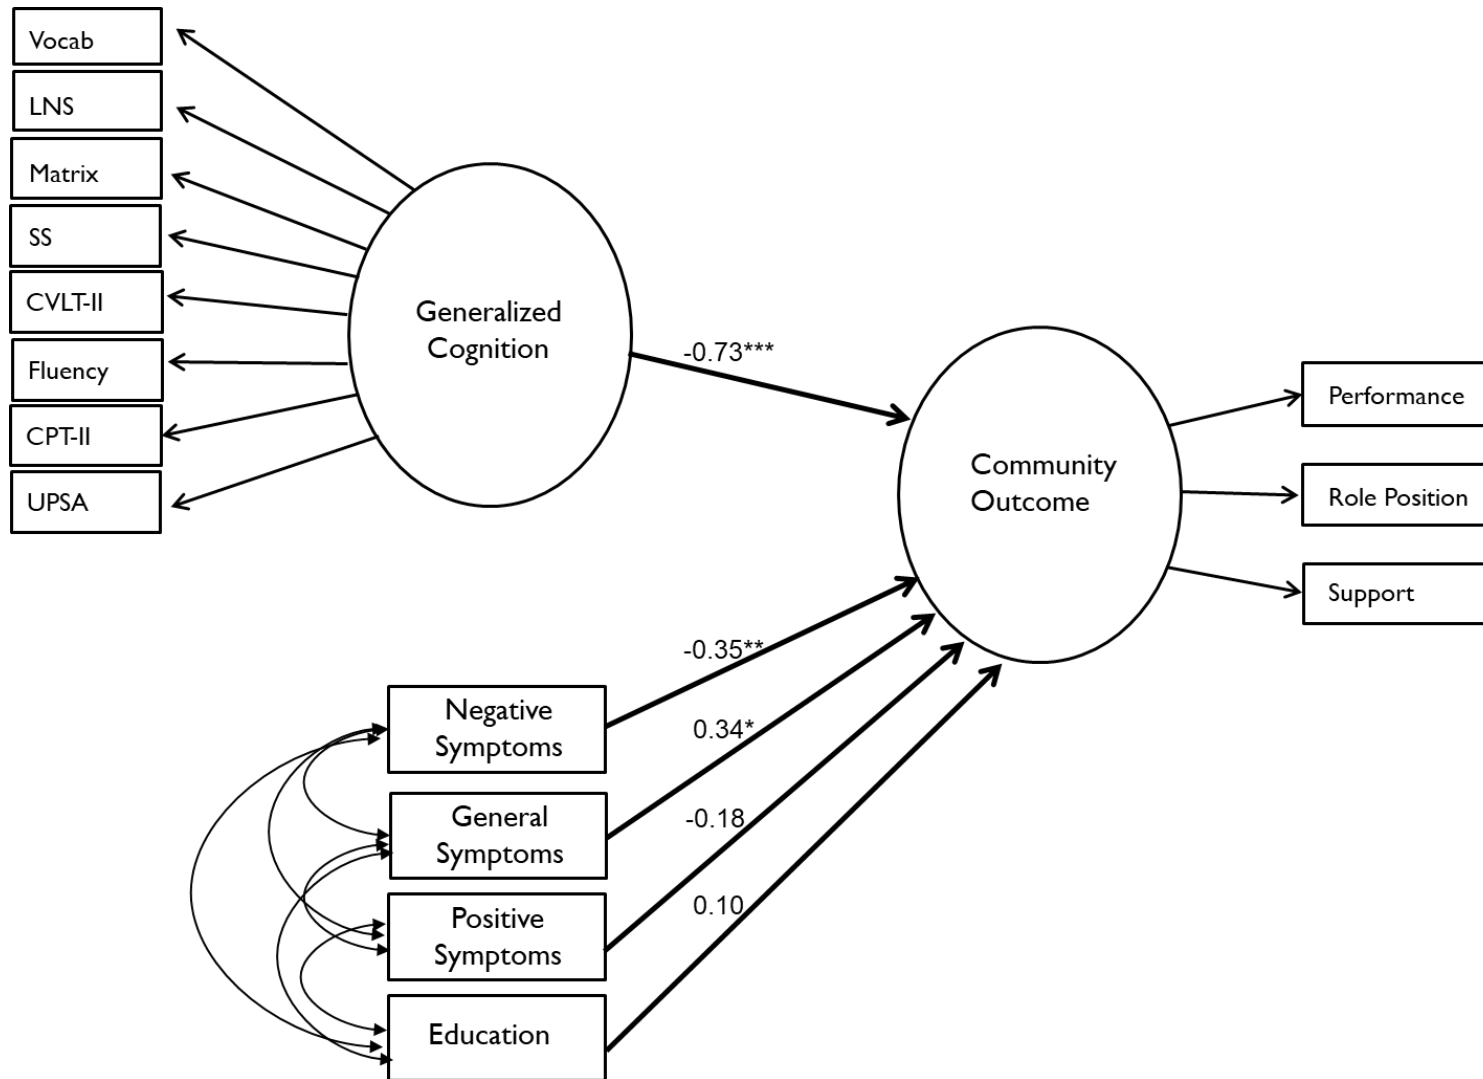 Vocab
LNS
Matrix
SS
CVLT-II
Fluency
CPT-II
UPSA
Generalized
Cognition
-0.73***
Community
Outcome
Performance
Role Position
Support
-0.35**
Negative
Symptoms
0.34*
General
Symptoms
-0.18
Positive
Symptoms
0.10
Education